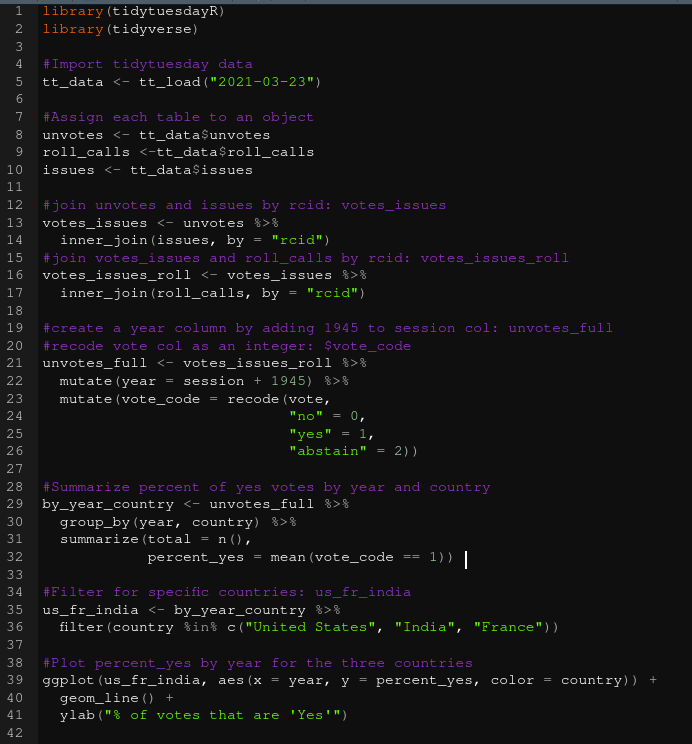 1 library(tidytuesdayR)
2 library(tidyverse)
3
4 #Import tidytuesday data
5 tt_data <- tt_load("2021-03-23")
6
7 #Assign each table to an object
8 unvotes <- tt_data$unvotes
9 roll_calls <-tt_data$roll_calls
10 issues <- tt_data$issues
11
12 #join unvotes and issues by rcid: votes_issues
13 votes_issues <- unvotes %>%
14   inner_join(issues, by = "rcid")
15 #join votes_issues and roll_calls by rcid: votes_issues_roll
16 votes_issues_roll <- votes_issues %>%
17   inner_join(roll_calls, by = "rcid")
18
19 #create a year column by adding 1945 to session col: unvotes_full
20 #recode vote col as an integer: $vote_code
21 unvotes_full <- votes_issues_roll %>%
22   mutate(year = session + 1945) %>%
23   mutate(vote_code = recode(vote,
24                             "no" = 0,
25                             "yes" = 1,
26                             "abstain" = 2))
27
28 #Summarize percent of yes votes by year and country
29 by_year_country <- unvotes_full %>%
30   group_by(year, country) %>%
31   summarize(total = n(),
32             percent_yes = mean(vote_code == 1))
33
34 #Filter for specific countries: us_fr_india
35 us_fr_india <- by_year_country %>%
36   filter(country %in% c("United States", "India", "France"))
37
38 #Plot percent_yes by year for the three countries
39 ggplot(us_fr_india, aes(x = year, y = percent_yes, color = country)) +
40   geom_line() +
41   ylab("% of votes that are 'Yes'")
42